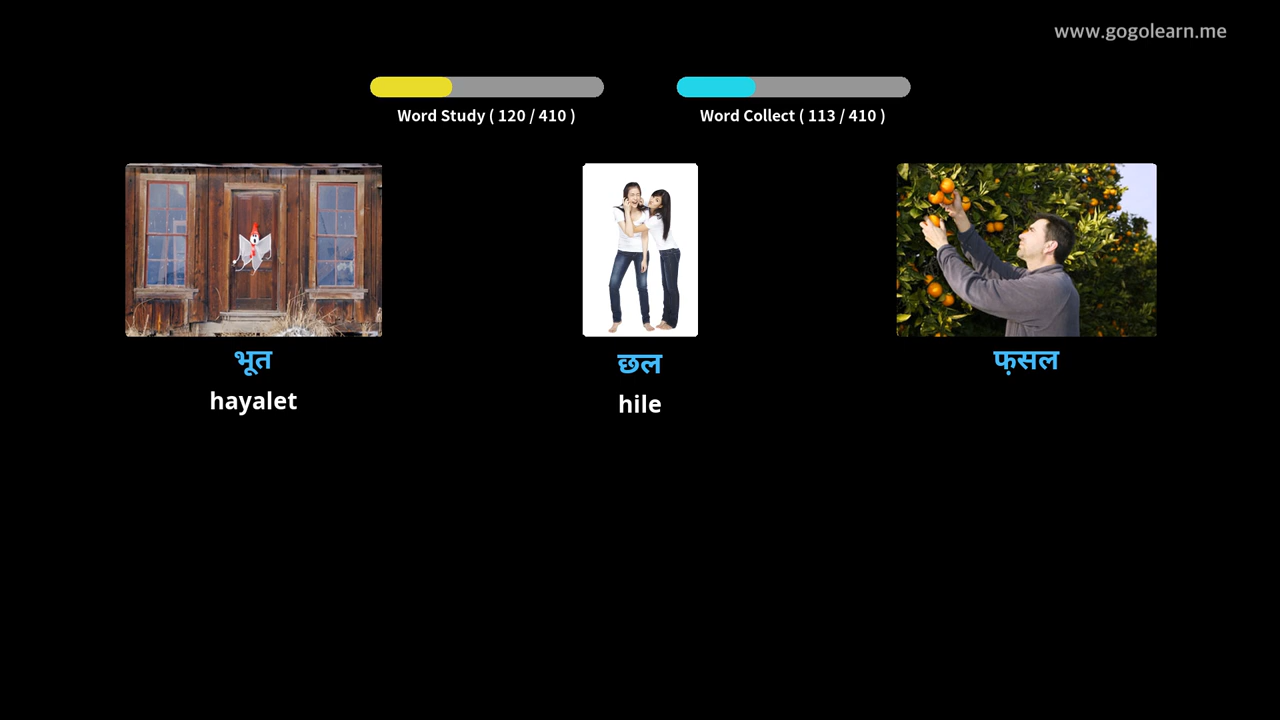 www.gogolearn.me
Word Study ( 120 / 410 )
Word Collect ( 113 / 410 )
भूत
छल
फ़सल
hayalet
hile